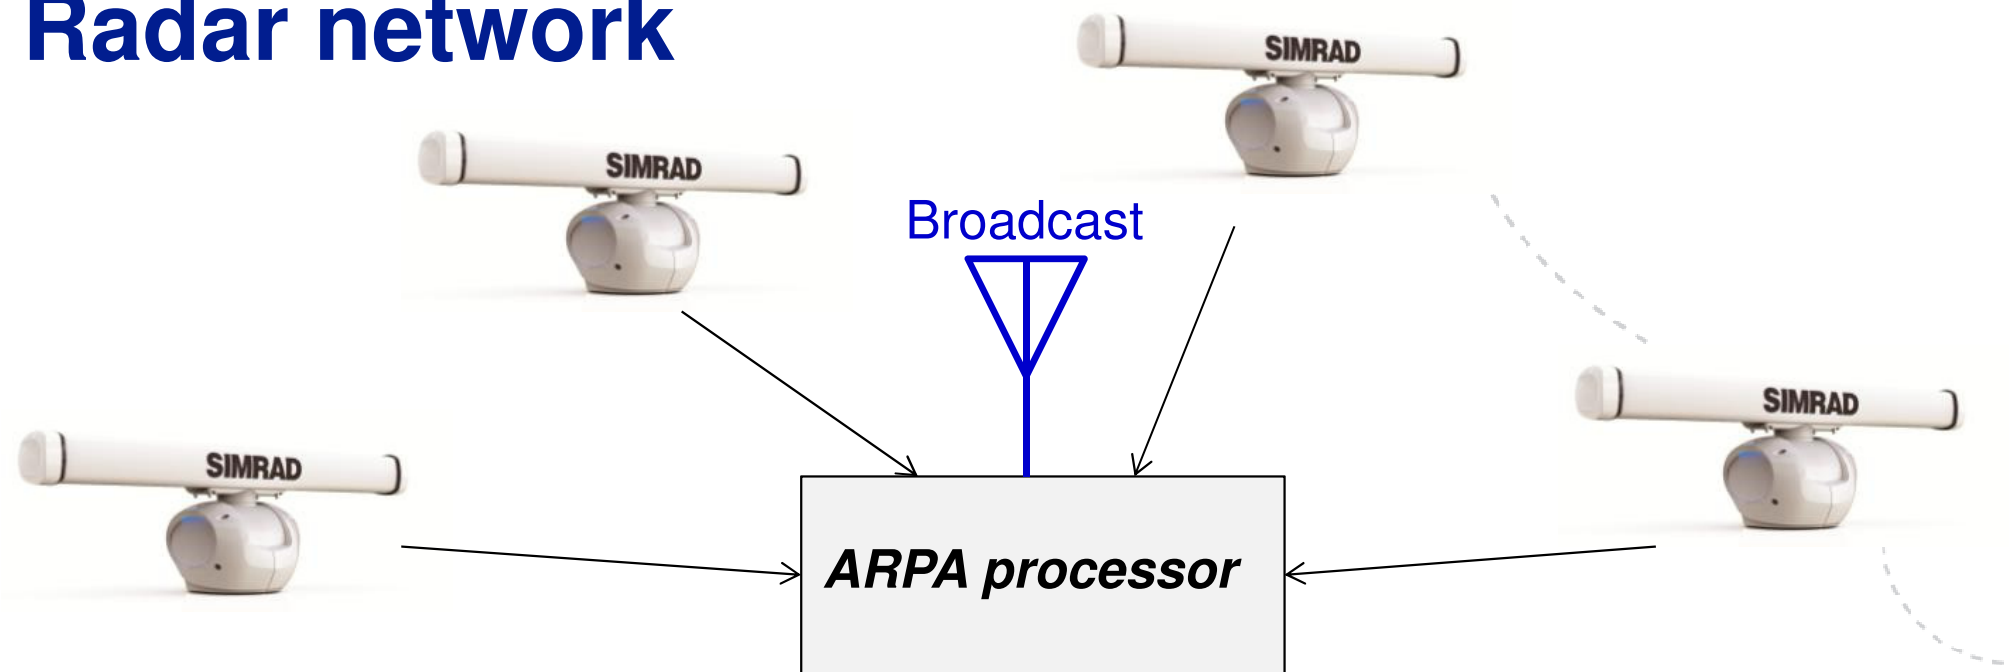 Radar network
SIMRAD
SIMRAD
Broadcast
SIMRAD
SIMRAD
ARPA processor